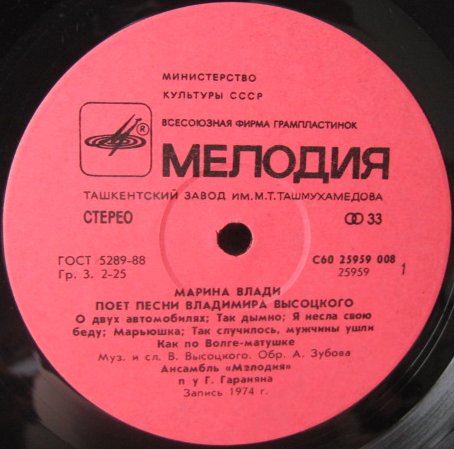 МИНИСТЕРСТВО
КУЛЬТУРЫ СССР
ВСЕСОЮЗНАЯ ФИРМА ГРАМПЛАСТИНОК
® МЕЛОДИЯ
ТАШКЕНТСКИЙ ЗАВОД ИМ. М.Т. ТАШМУХАМЕДОВА
СТЕРЕО 33
ГОСТ 5289-88 С60 25959 008
Гр. 3. 2-25 25959 1
МАРИНА ВЛАДИ
ПОЕТ ПЕСНИ ВЛАДИМИРА ВЫСОЦКОГО
О двух автомобилях; Так дымно; Я несла свою
беду; Марьюшка; Так случилось, мужчины ушли
Как по Волге-матушке
Муз. и сл. В. Высоцкого. Обр. А. Зубова
Ансамбль «Мелодия»
п у Г. Гараняна
Запись 1974 г.